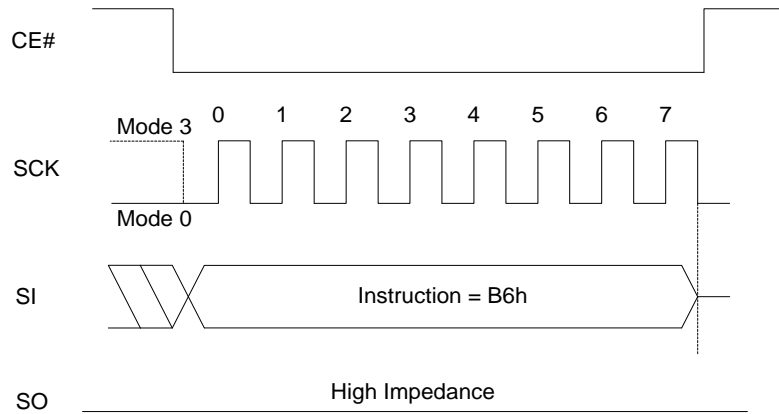 CE#
0 1 2 3 4 5 6 7
Mode 3
SCK
Mode 0
SI
Instruction = B6h
High Impedance
SO